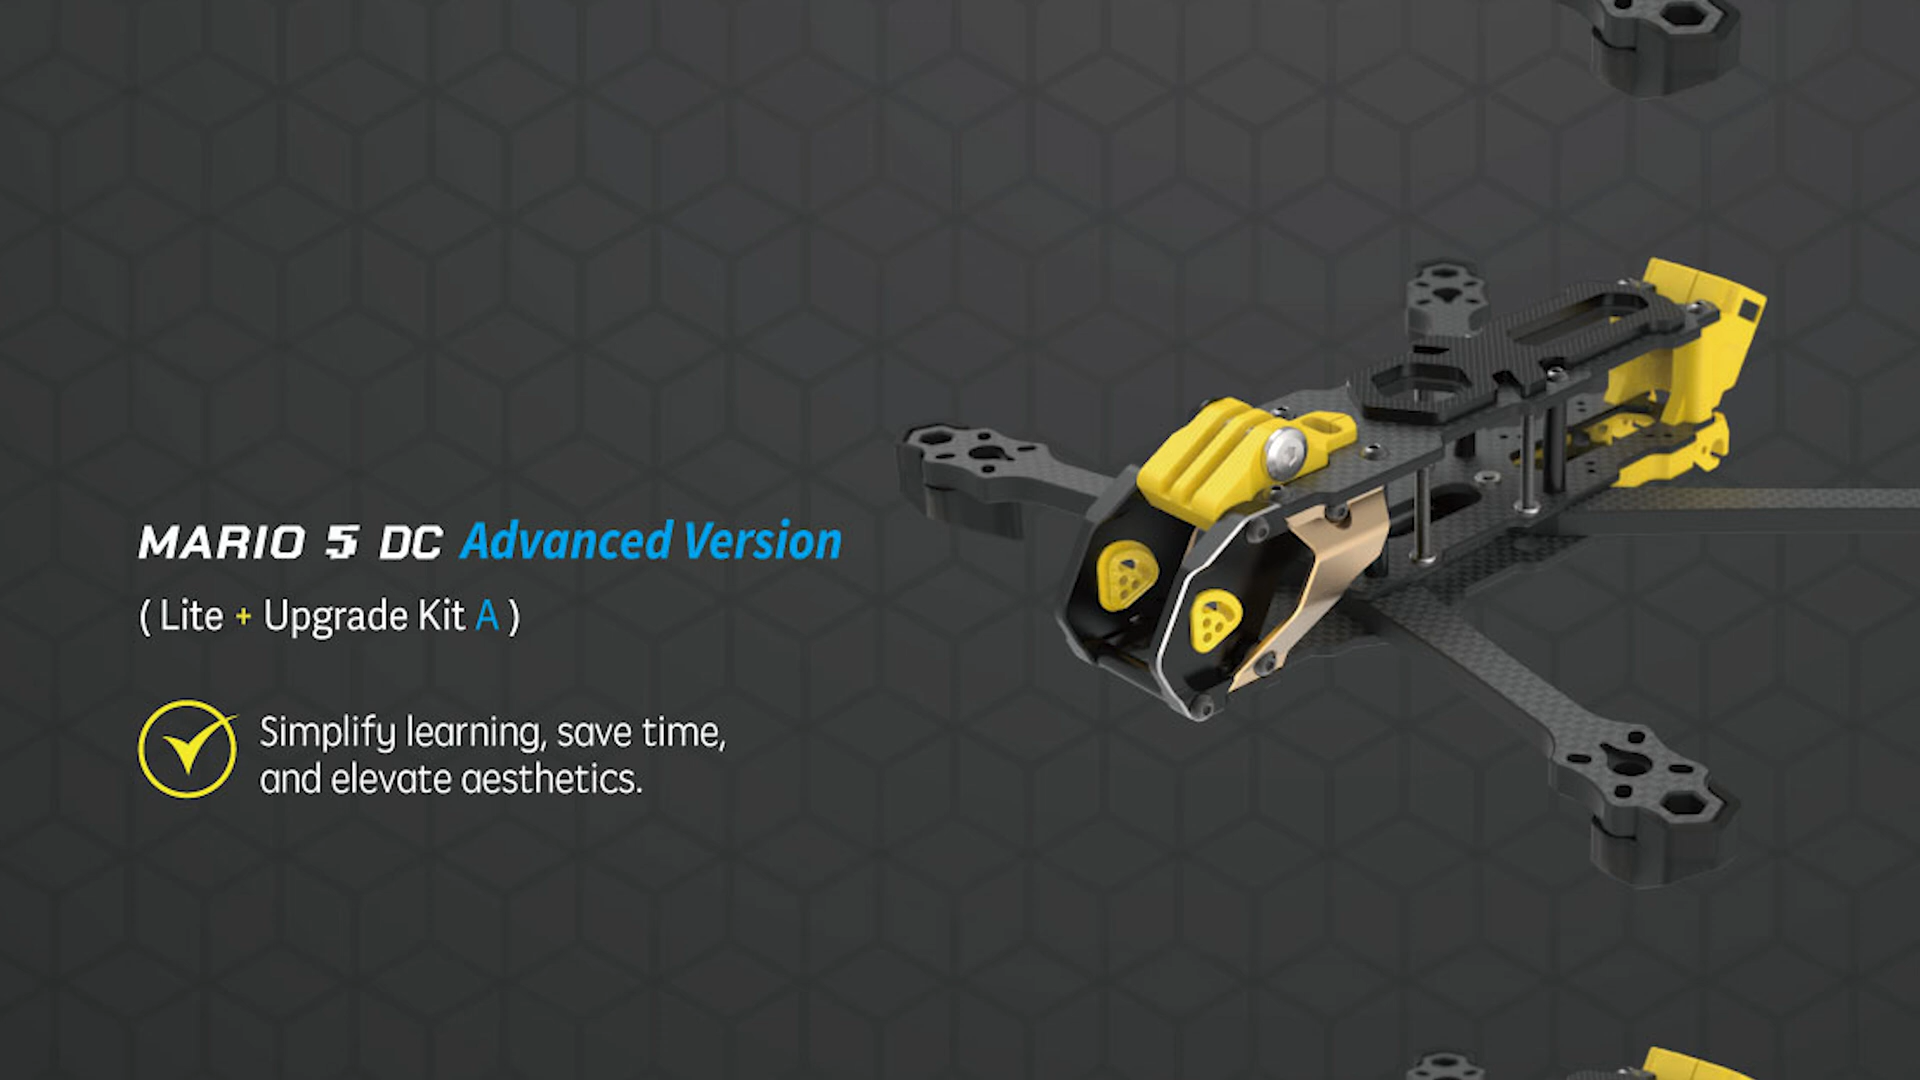 MARIO 5 DC Advanced Version
( Lite + Upgrade Kit A )
Simplify learning, save time,
and elevate aesthetics.